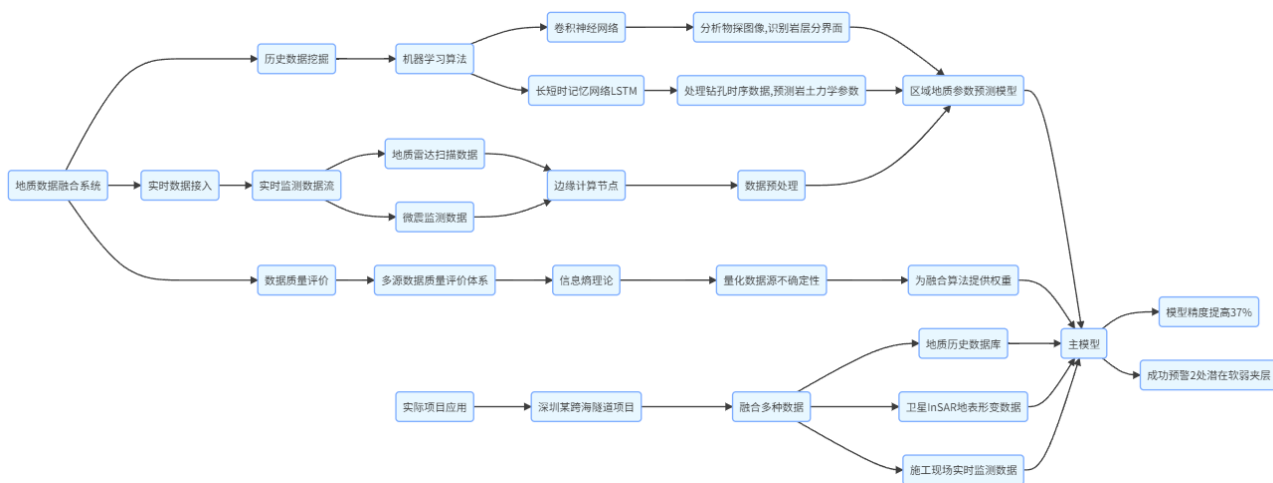 卷积神经网络
分析物探图像,识别岩层分界面
历史数据挖掘
机器学习算法
长短时记忆网络LSTM
处理钻孔时序数据,预测岩土力学参数
区域地质参数预测模型
地质雷达扫描数据
地质数据融合系统
实时数据接入
实时监测数据流
边缘计算节点
数据预处理
微震监测数据
数据质量评价
多源数据质量评价体系
信息熵理论
量化数据源不确定性
为融合算法提供权重
模型精度提高37%
地质历史数据库
主模型
成功预警2处潜在软弱夹层
实际项目应用
深圳某跨海隧道项目
融合多种数据
卫星InSAR地表形变数据
施工现场实时监测数据